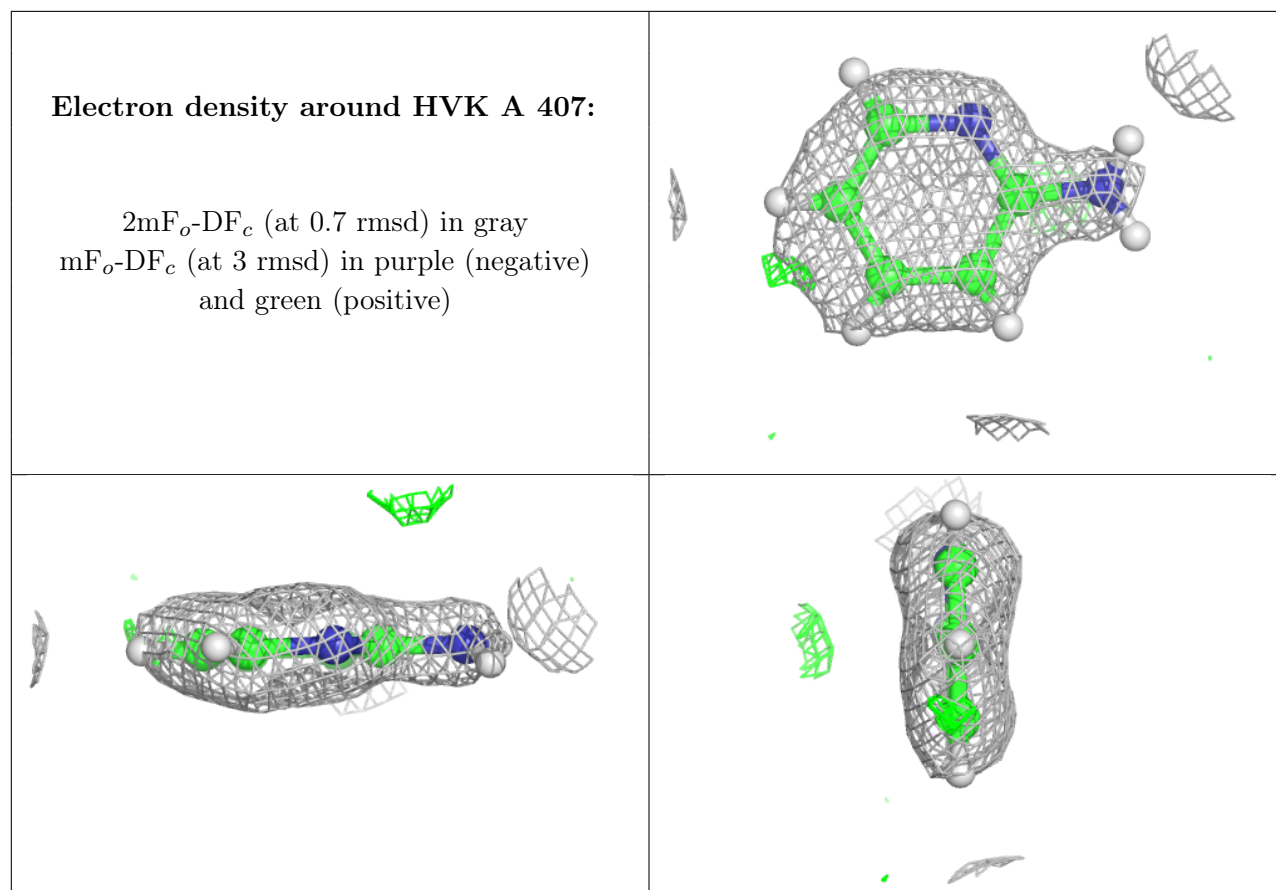 Electron density around HVK A 407:
2mFₒ-DF𝒸 (at 0.7 rmsd) in gray
mFₒ-DF𝒸 (at 3 rmsd) in purple (negative)
and green (positive)